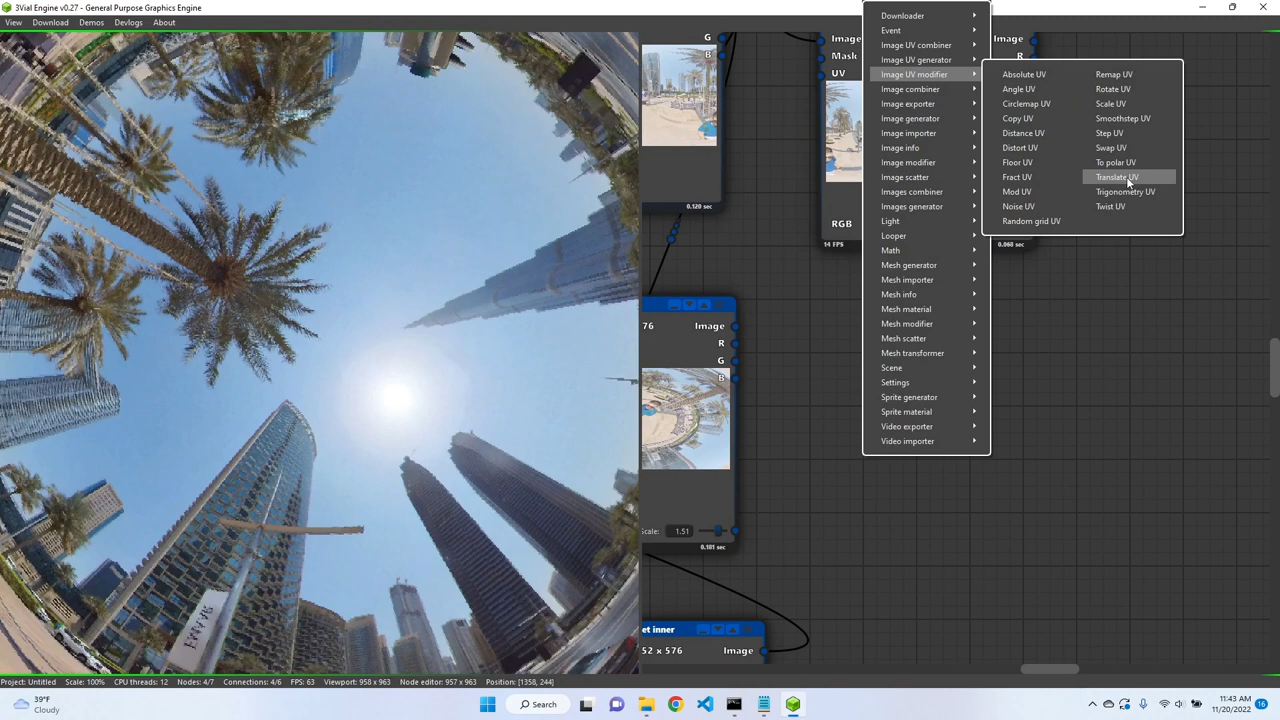 3Vial Engine v0.27 - General Purpose Graphics Engine
View Download Demos Devlogs About
G
B
0.120 sec
Image
Mask
UV
RGB
14 FPS
Image
R
0.068 sec
Downloader
Event
Image UV combiner
Image UV generator
Image UV modifier
Image combiner
Image exporter
Image generator
Image importer
Image info
Image modifier
Image scatter
Images combiner
Images generator
Light
Looper
Math
Mesh generator
Mesh importer
Mesh info
Mesh material
Mesh modifier
Mesh scatter
Mesh transformer
Scene
Settings
Sprite generator
Sprite material
Video exporter
Video importer
Absolute UV
Angle UV
Circlemap UV
Copy UV
Distance UV
Distort UV
Floor UV
Fract UV
Mod UV
Noise UV
Random grid UV
Remap UV
Rotate UV
Scale UV
Smoothstep UV
Step UV
Swap UV
To polar UV
Translate UV
Trigonometry UV
Twist UV
76 Image
R
G
B
Scale: 1.51
0.181 sec
et inner
52 x 576 Image
Project: Untitled Scale: 100% CPU threads: 12 Nodes: 4/7 Connections: 4/6 FPS: 63 Viewport: 958 x 963 Node editor: 957 x 963 Position: [1358, 244]
39°F
Cloudy
Search
11:43 AM
11/20/2022
16